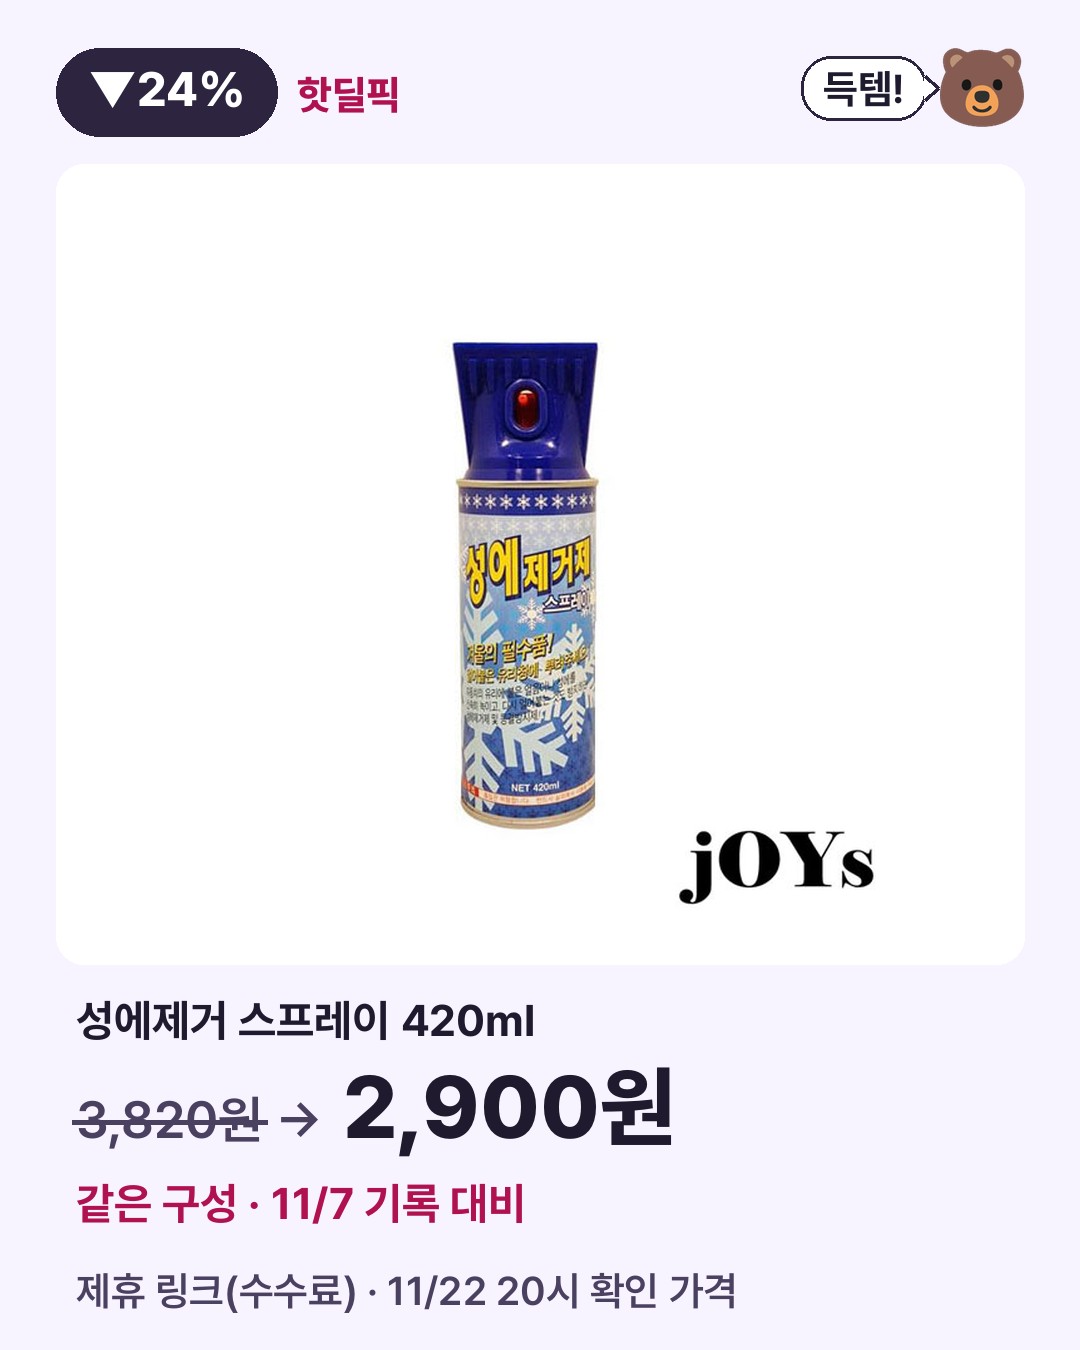 ▼24% 핫딜픽
득템!
성에제거제
스프레이
겨울의 필수품!
NET 420ml
jOYs
성에제거 스프레이 420ml
3,820원 → 2,900원
같은 구성 · 11/7 기록 대비
제휴 링크(수수료) · 11/22 20시 확인 가격